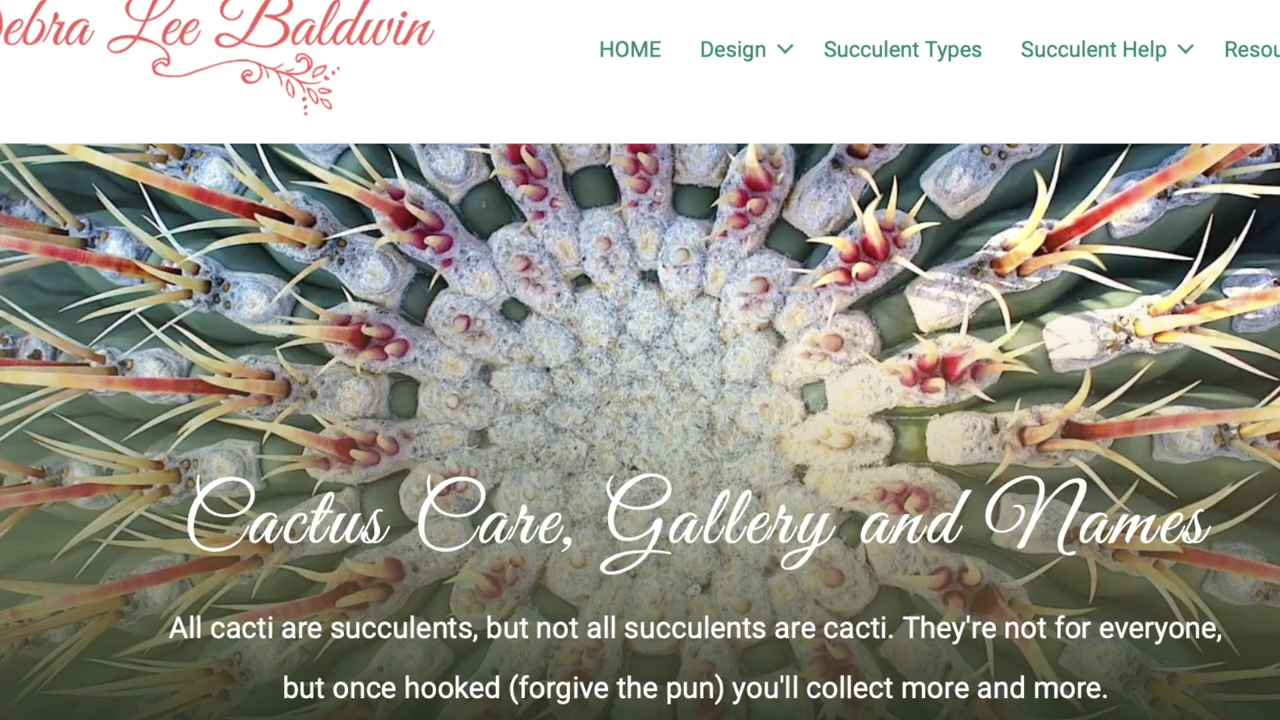 Lee Baldwin
HOME Design Succulent Types Succulent Help
Cactus Care, Gallery and Names
All cacti are succulents, but not all succulents are cacti. They're not for everyone,
but once hooked (forgive the pun) you'll collect more and more.